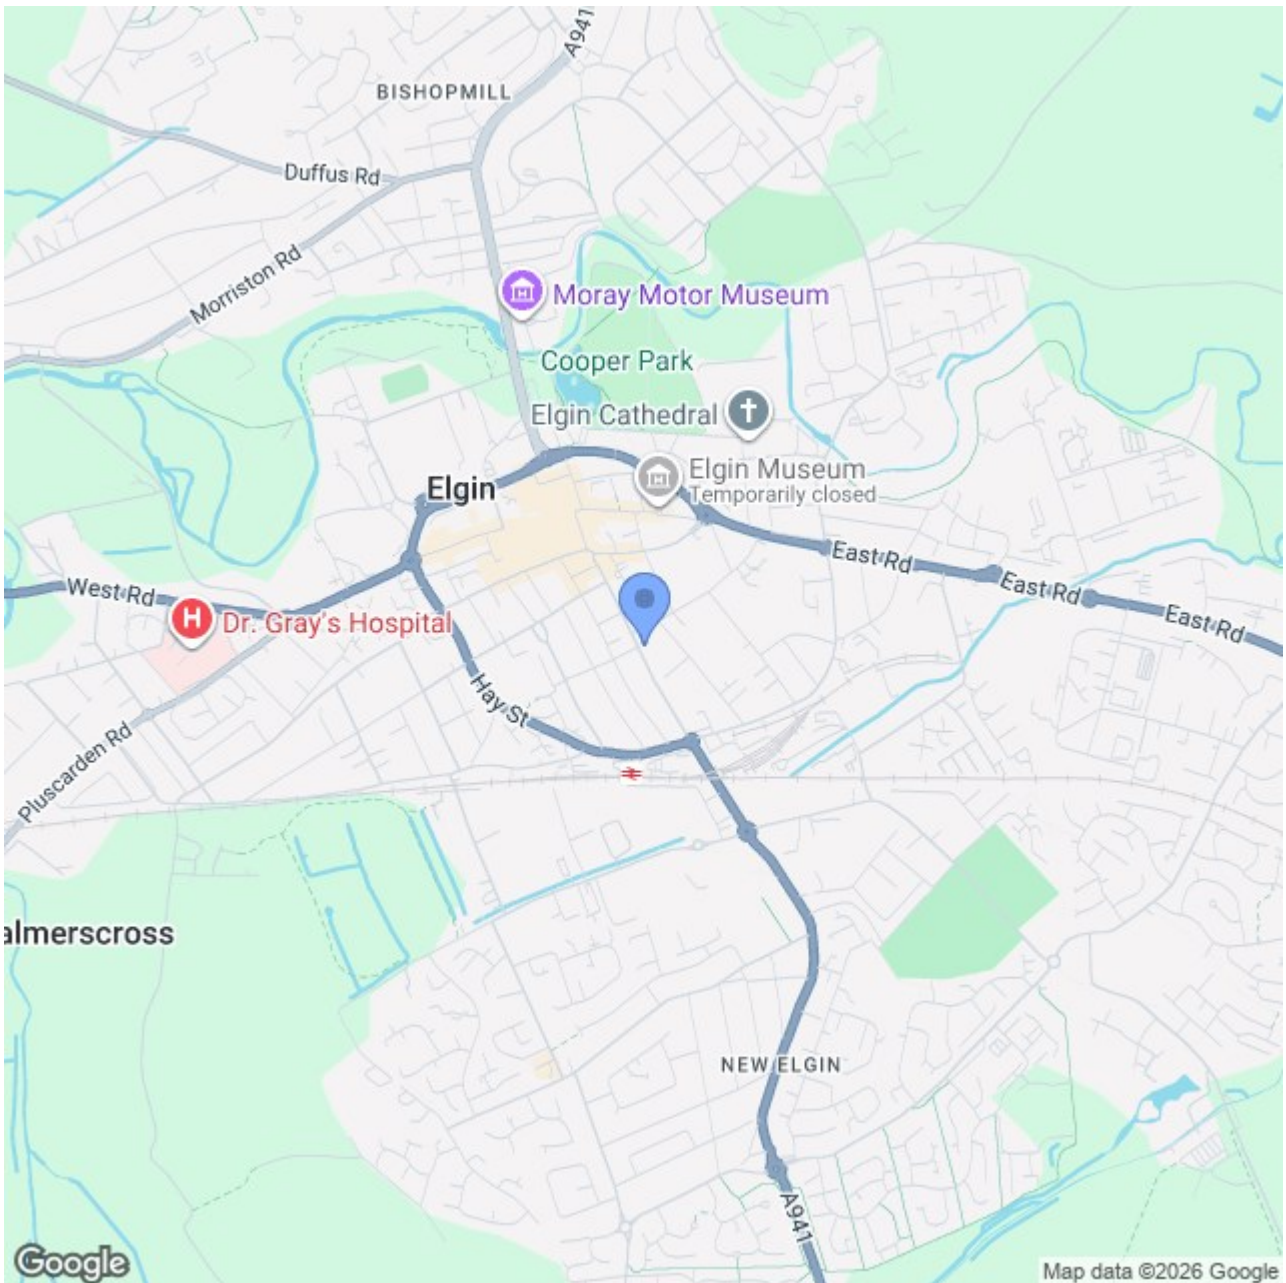 A941
BISHOPMILL
Duffus Rd
Morriston Rd
Moray Motor Museum
Cooper Park
Elgin Cathedral
Elgin Museum
Temporarily closed
Elgin
East Rd
East Rd
East Rd
West Rd
H
Dr. Gray's Hospital
Hay St
Pluscarden Rd
almerscross
NEW ELGIN
A941
Google
Map data ©2026 Google